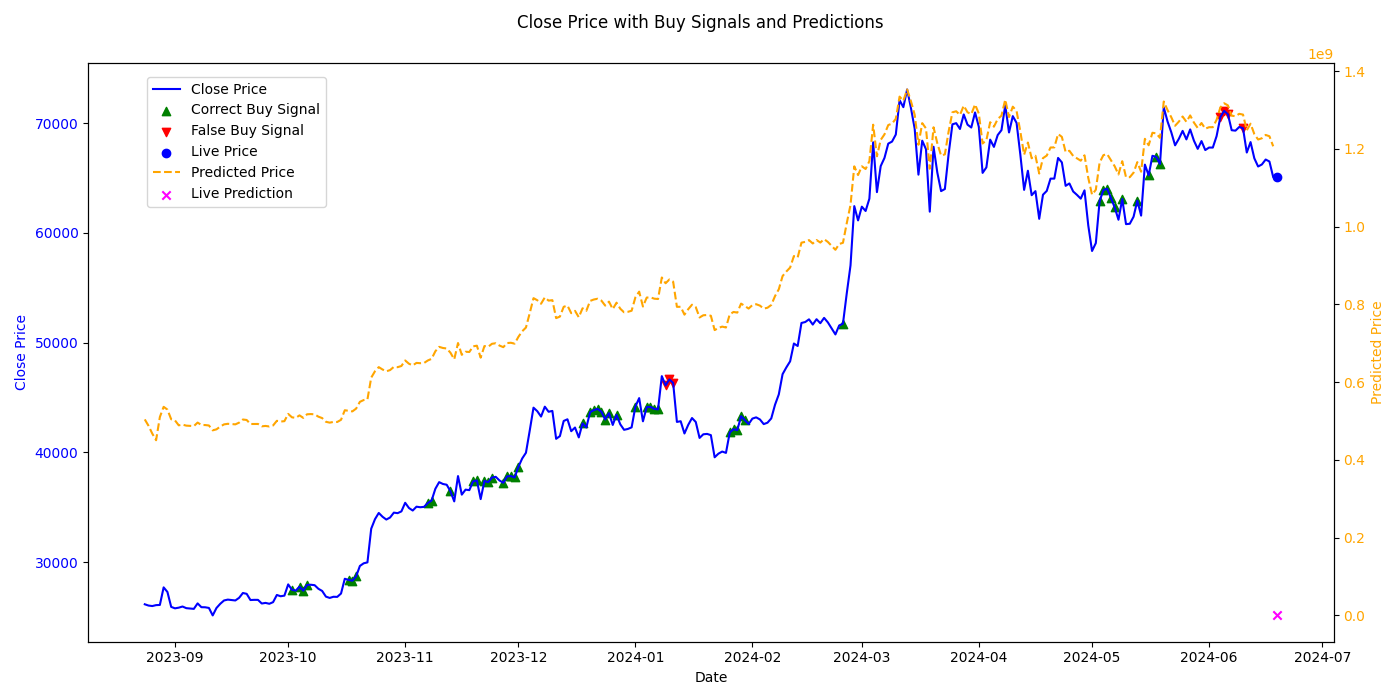 Close Price with Buy Signals and Predictions
1e9
Close Price
Correct Buy Signal
False Buy Signal
Live Price
Predicted Price
Live Prediction
70000
60000
50000
40000
30000
Close Price
1.4
1.2
1.0
0.8
0.6
0.4
0.2
0.0
Predicted Price
2023-09 2023-10 2023-11 2023-12 2024-01 2024-02 2024-03 2024-04 2024-05 2024-06 2024-07
Date